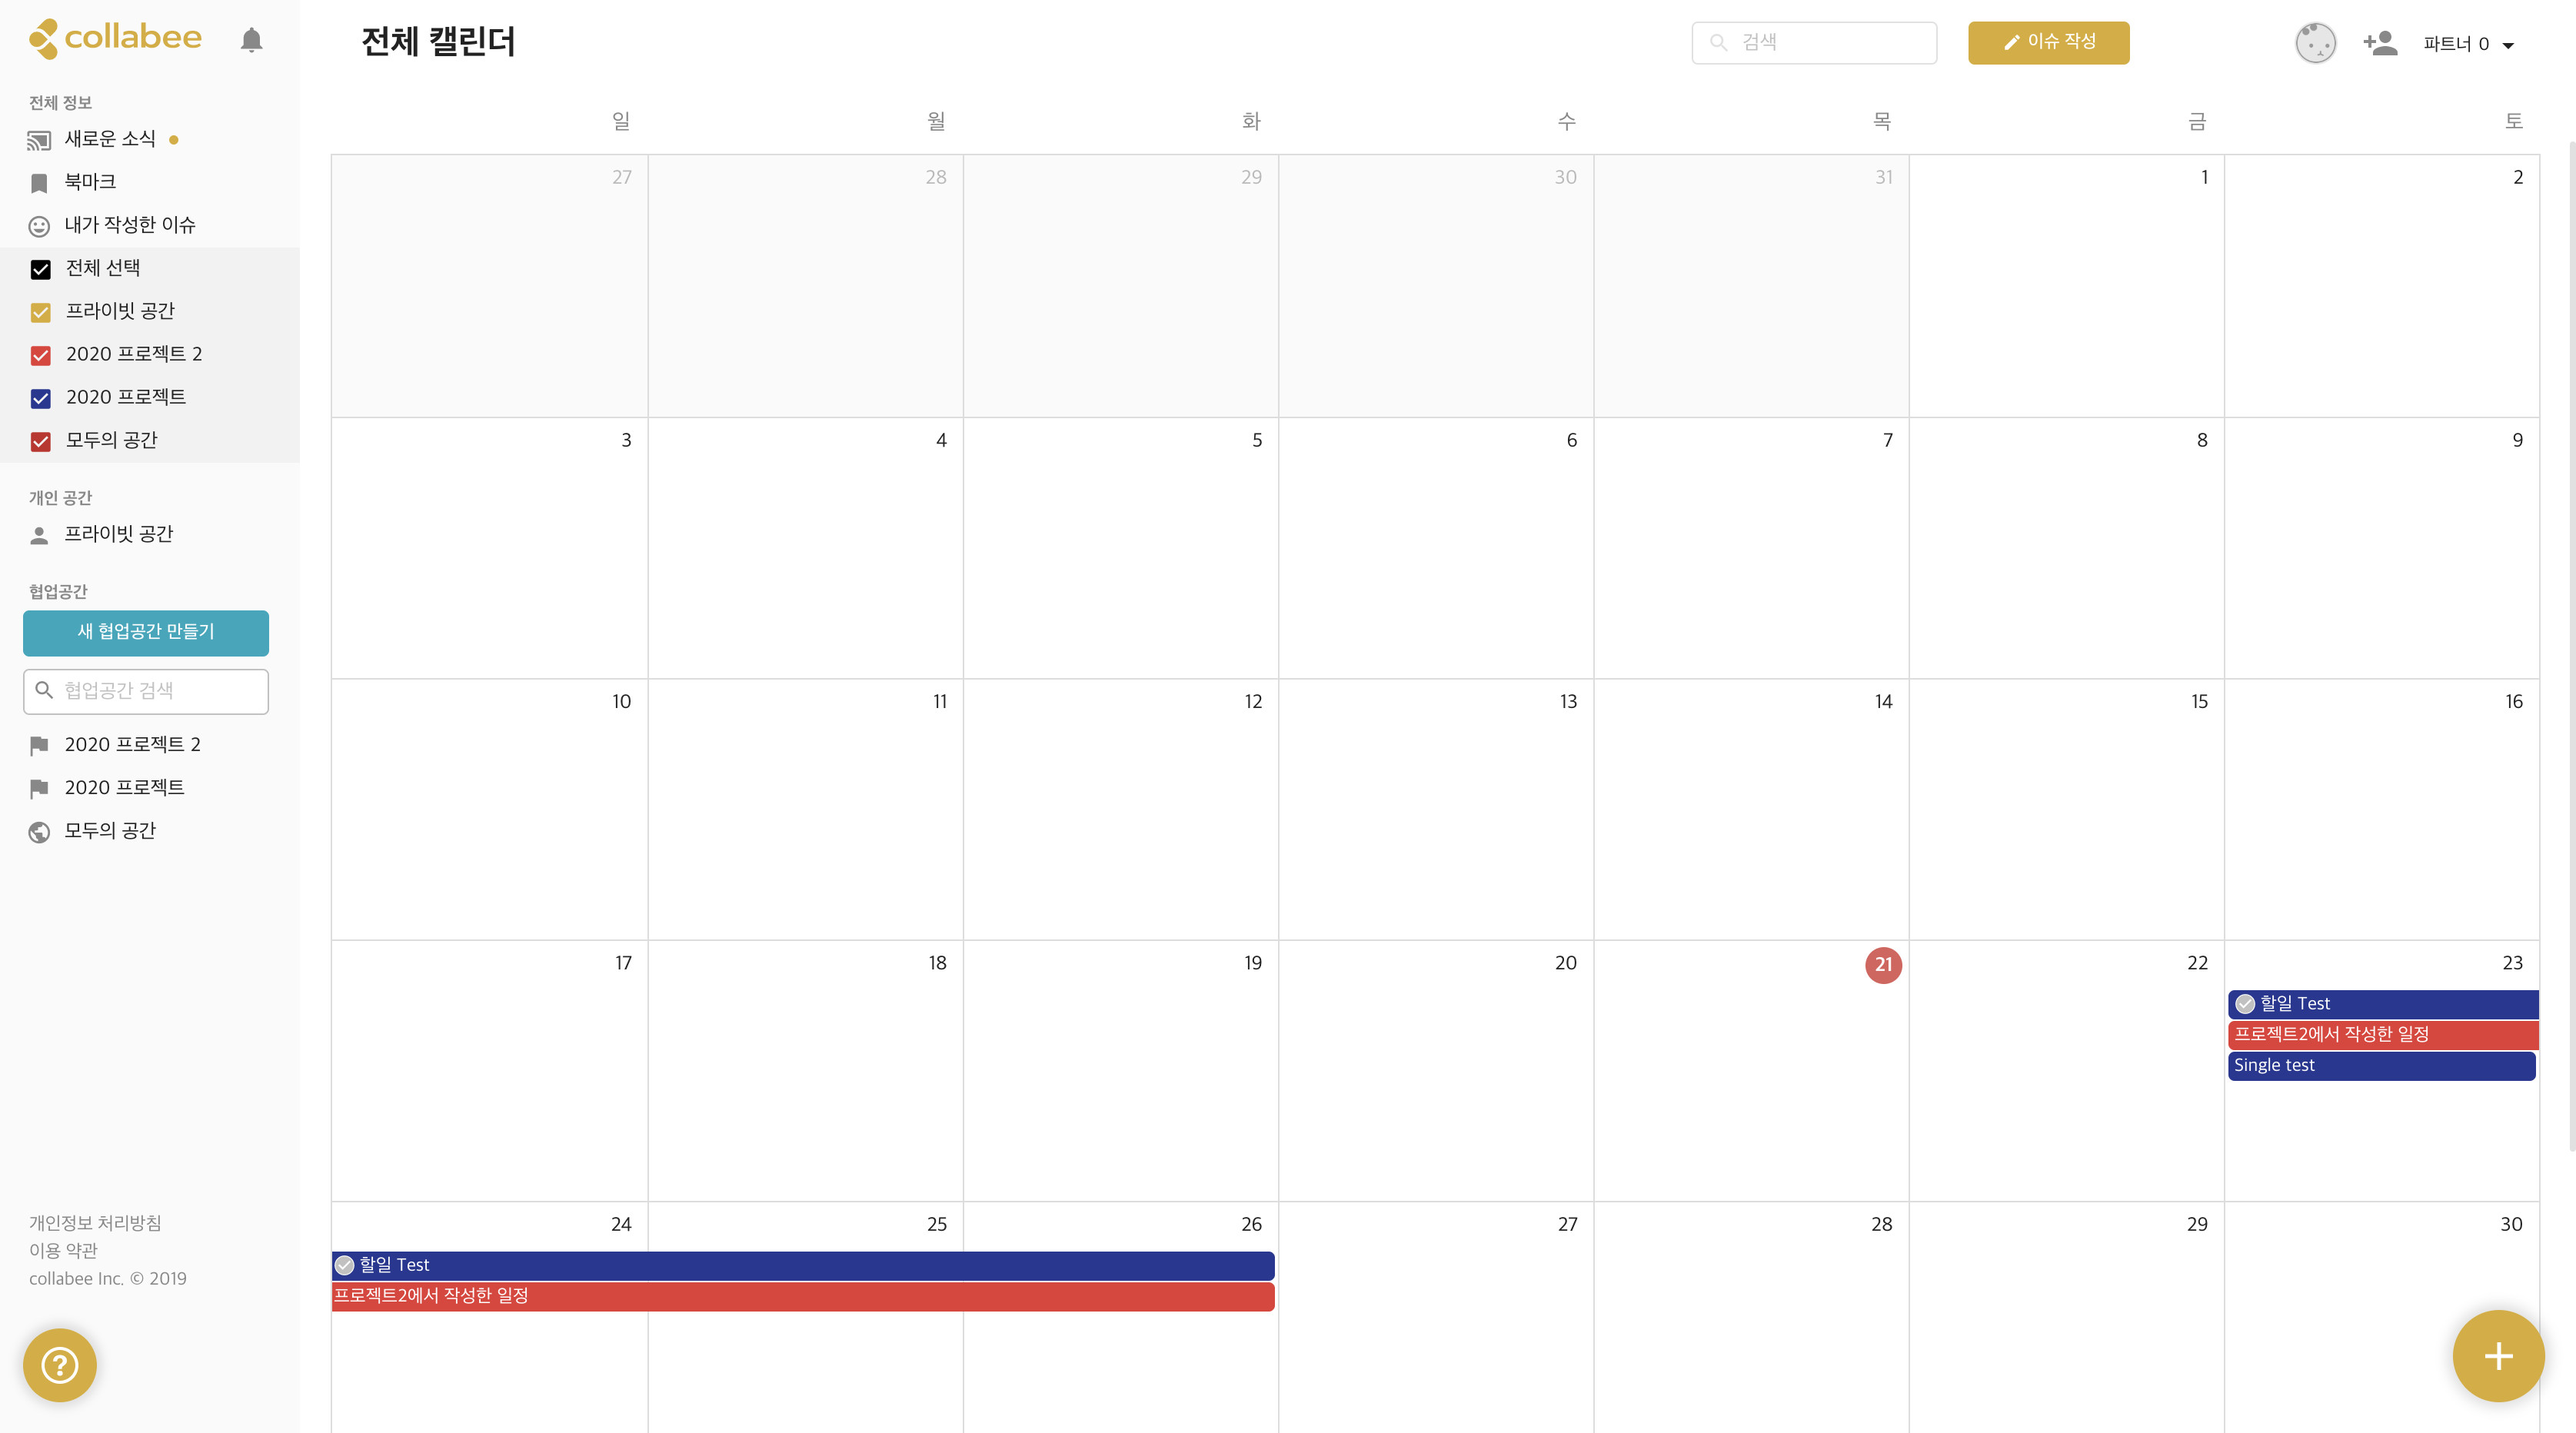 collabee
전체 정보
새로운 소식
북마크
내가 작성한 이슈
전체 선택
프라이빗 공간
2020 프로젝트 2
2020 프로젝트
모두의 공간
개인 공간
프라이빗 공간
협업공간
새 협업공간 만들기
협업공간 검색
2020 프로젝트 2
2020 프로젝트
모두의 공간
개인정보 처리방침
이용 약관
collabee Inc. © 2019
?
전체 캘린더
검색
이슈 작성
파트너 0
일 월 화 수 목 금 토
27 28 29 30 31 1 2
3 4 5 6 7 8 9
10 11 12 13 14 15 16
17 18 19 20 21 22 23
할일 Test
프로젝트2에서 작성한 일정
Single test
24 25 26 27 28 29 30
할일 Test
프로젝트2에서 작성한 일정